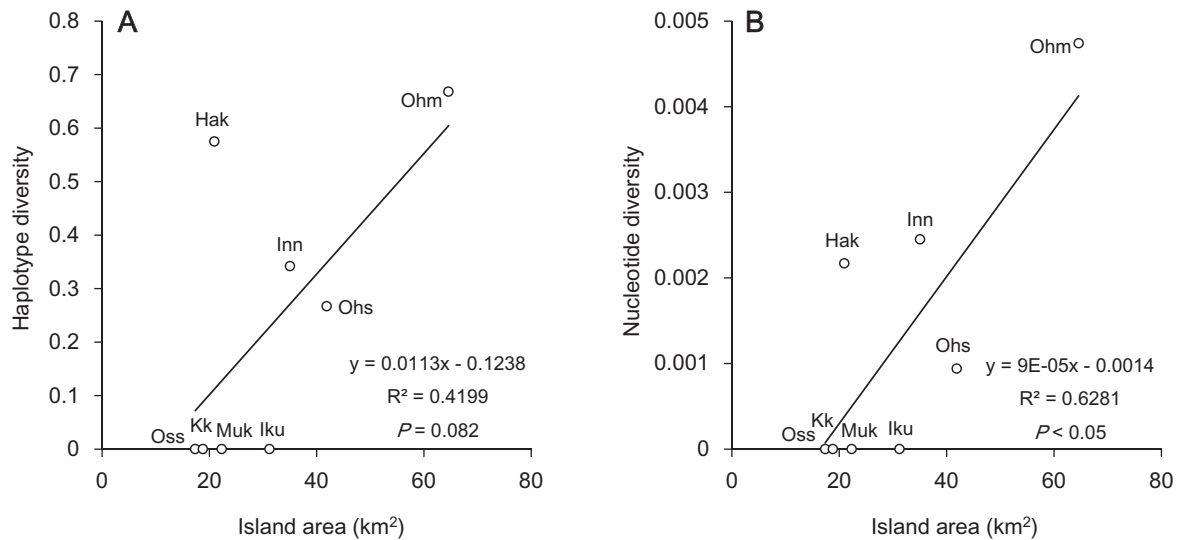 A
Haplotype diversity
0.8
0.7
0.6
0.5
0.4
0.3
0.2
0.1
0
Hak
Ohm
Inn
Ohs
Oss
Kk
Muk
Iku
y = 0.0113x - 0.1238
R² = 0.4199
P = 0.082
0
20
40
60
80
Island area (km²)
B
Nucleotide diversity
0.005
0.004
0.003
0.002
0.001
0
Ohm
Hak
Inn
Ohs
Oss
Kk
Muk
Iku
y = 9E-05x - 0.0014
R² = 0.6281
P < 0.05
0
20
40
60
80
Island area (km²)